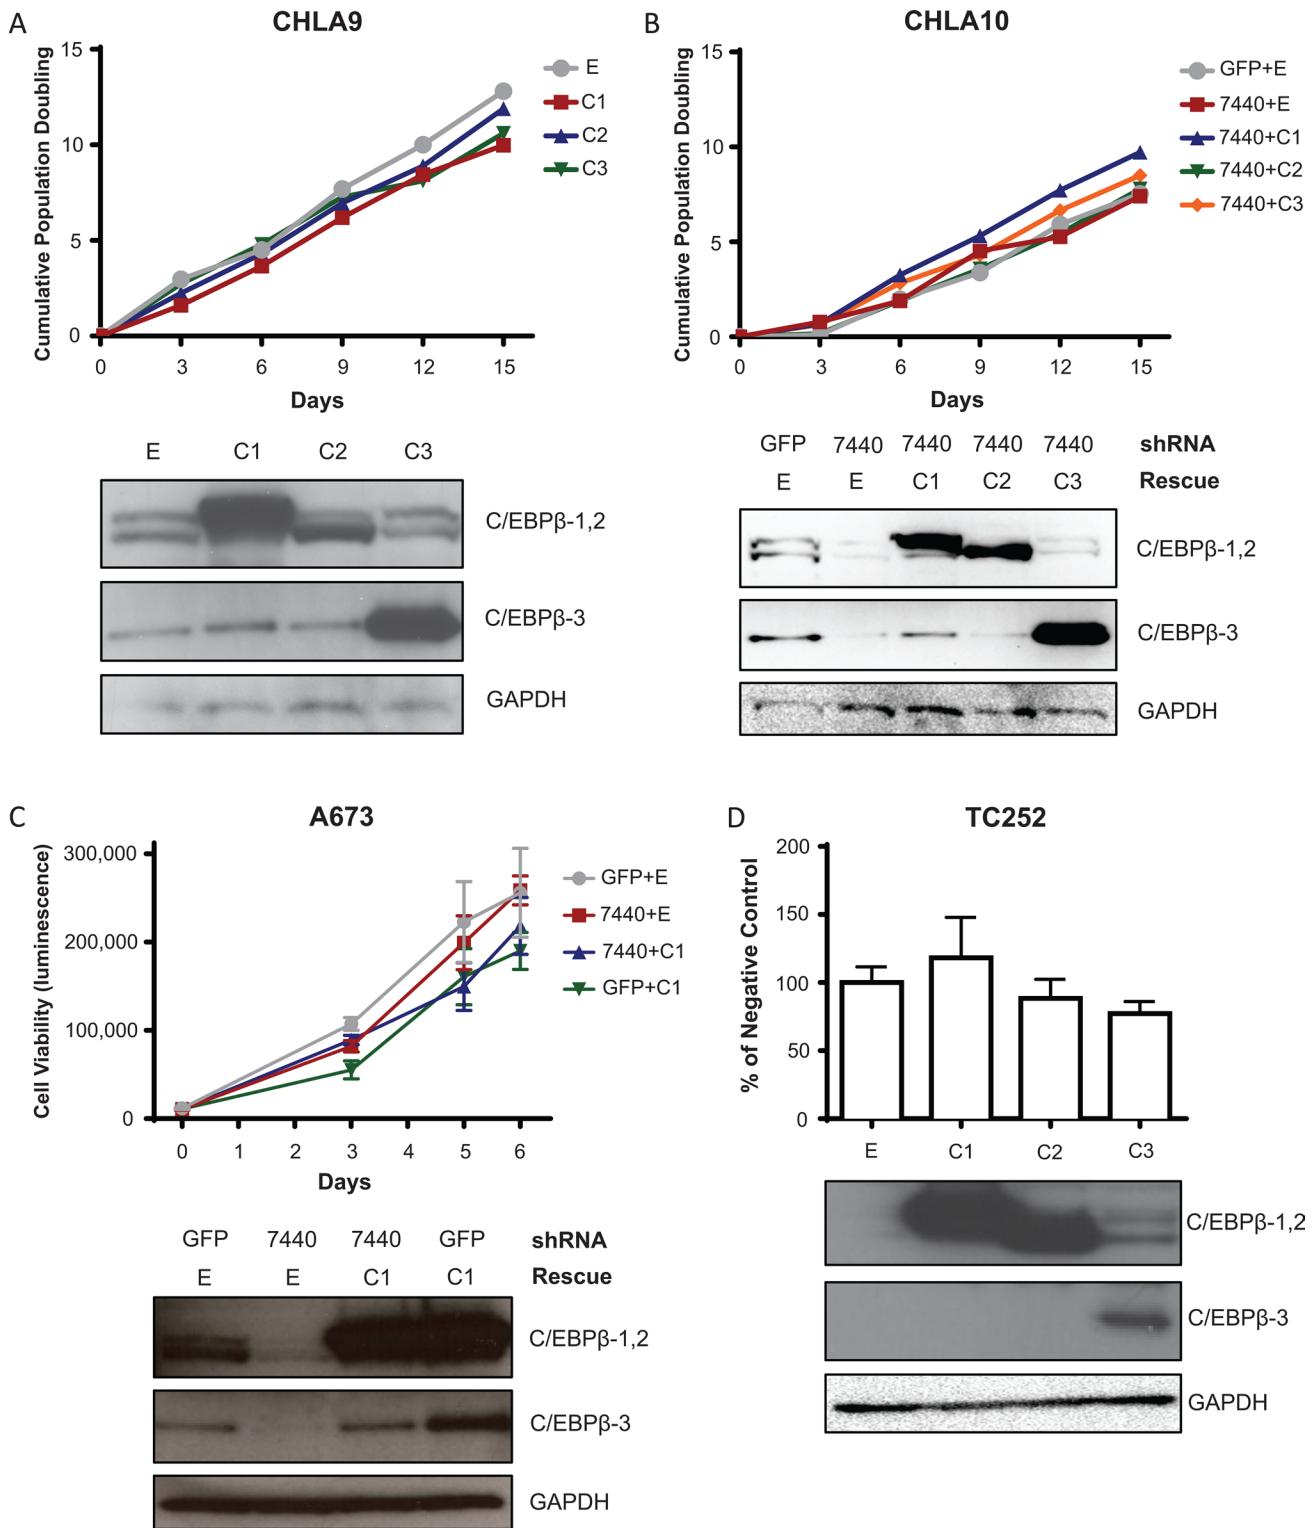 A
CHLA9
Cumulative Population Doubling
15
10
5
0
0 3 6 9 12 15
Days
E
C1
C2
C3
E C1 C2 C3
C/EBPβ-1,2
C/EBPβ-3
GAPDH
B
CHLA10
Cumulative Population Doubling
15
10
5
0
0 3 6 9 12 15
Days
GFP+E
7440+E
7440+C1
7440+C2
7440+C3
GFP 7440 7440 7440 7440 shRNA
E E C1 C2 C3 Rescue
C/EBPβ-1,2
C/EBPβ-3
GAPDH
C
A673
Cell Viability (luminescence)
300,000
200,000
100,000
0
0 1 2 3 4 5 6
Days
GFP+E
7440+E
7440+C1
GFP+C1
GFP 7440 7440 GFP shRNA
E E C1 C1 Rescue
C/EBPβ-1,2
C/EBPβ-3
GAPDH
D
TC252
% of Negative Control
200
150
100
50
0
E C1 C2 C3
C/EBPβ-1,2
C/EBPβ-3
GAPDH